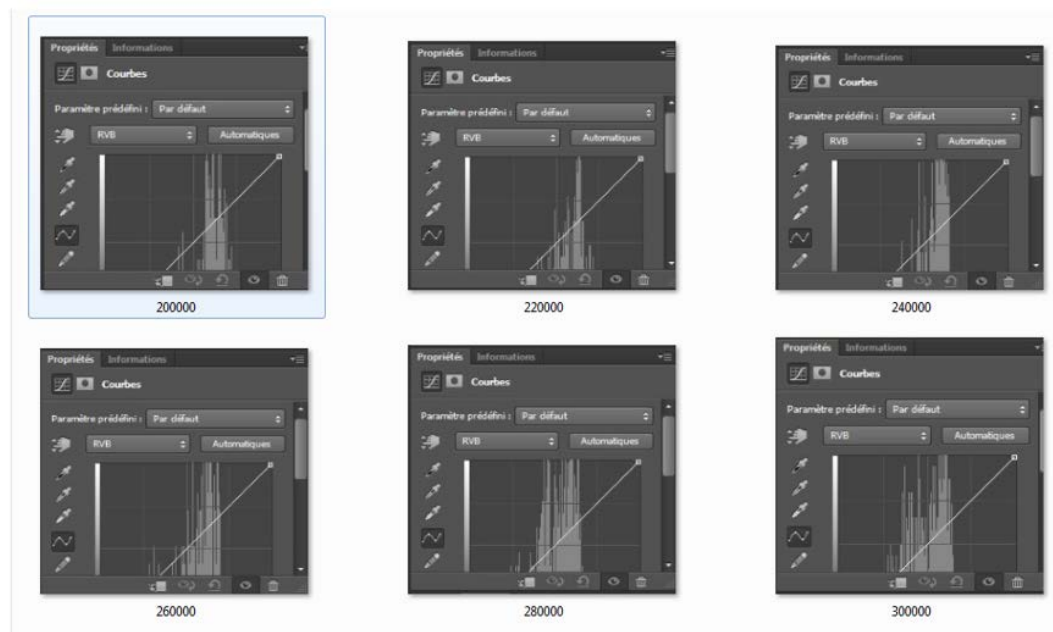 Propriétés Informations
Courbes
Paramètre prédéfini : Par défaut
RVB Automatiques
200000
Propriétés Informations
Courbes
Paramètre prédéfini : Par défaut
RVB Automatiques
220000
Propriétés Informations
Courbes
Paramètre prédéfini : Par défaut
RVB Automatiques
240000
Propriétés Informations
Courbes
Paramètre prédéfini : Par défaut
RVB Automatiques
260000
Propriétés Informations
Courbes
Paramètre prédéfini : Par défaut
RVB Automatiques
280000
Propriétés Informations
Courbes
Paramètre prédéfini : Par défaut
RVB Automatiques
300000